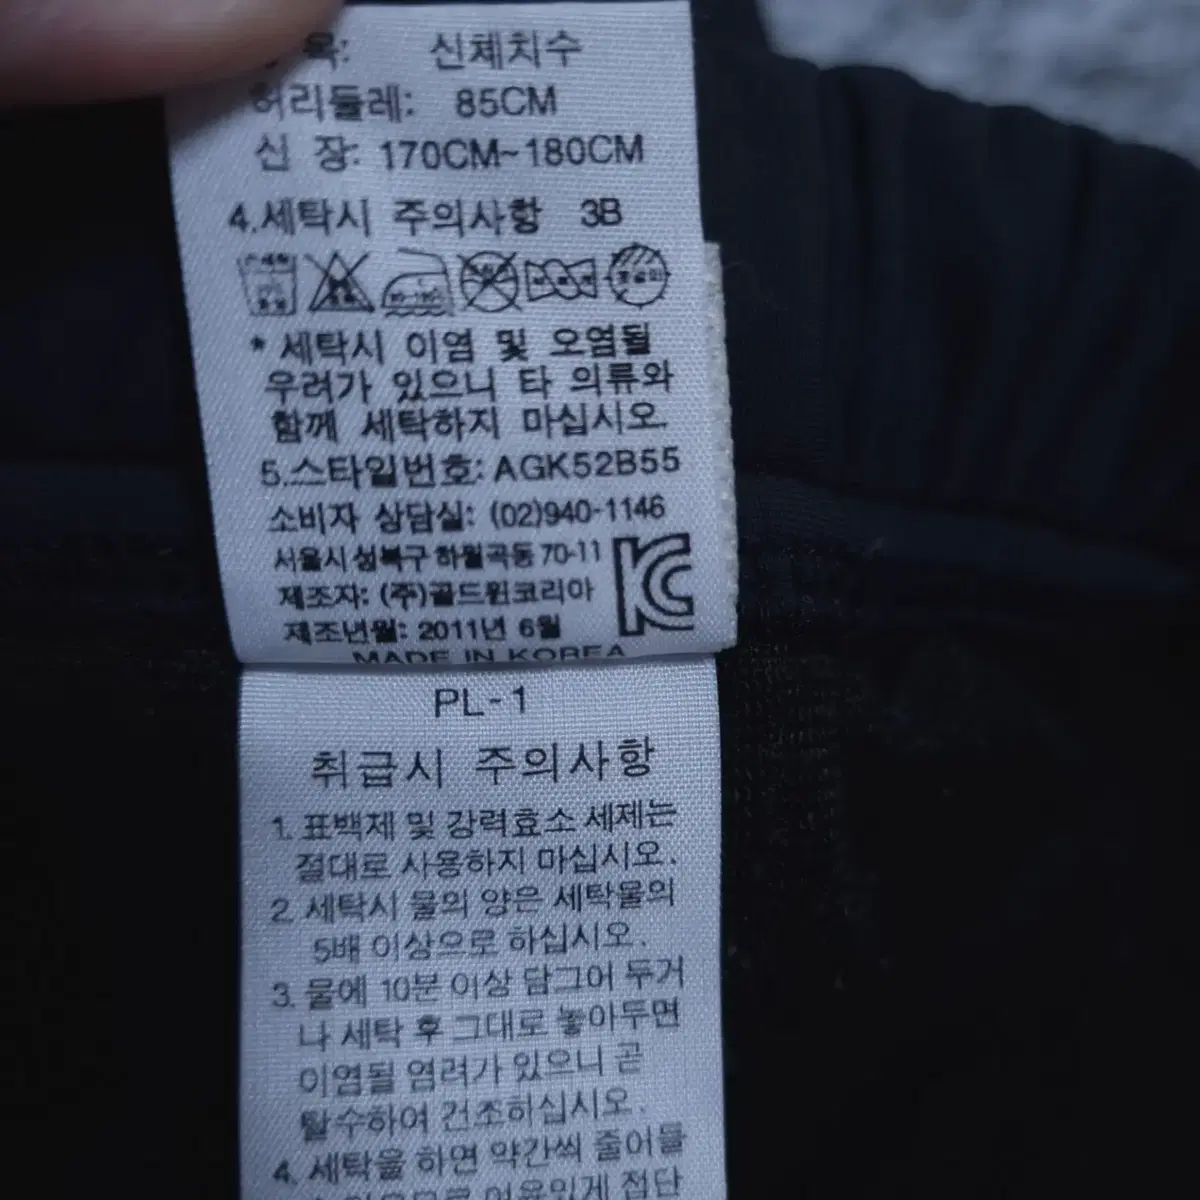 신체치수
허리둘레: 85CM
신 장: 170CM~180CM
4.세탁시 주의사항 3B
* 세탁시 이염 및 오염될
우려가 있으니 타 의류와
함께 세탁하지 마십시오.
5.스타일번호: AGK52B55
소비자 상담실: (02)940-1146
서울시 성북구 하월곡동 70-11
제조자: (주)골드윈코리아
제조년월: 2011년 6월
MADE IN KOREA
PL-1
취급시 주의사항
1. 표백제 및 강력효소 세제는
절대로 사용하지 마십시오.
2. 세탁시 물의 양은 세탁물의
5배 이상으로 하십시오.
3. 물에 10분 이상 담그어 두거
나 세탁 후 그대로 놓아두면
이염될 염려가 있으니 곧
탈수하여 건조하십시오.
4. 세탁을 하면 약간씩 줄어들
여유있게 접단